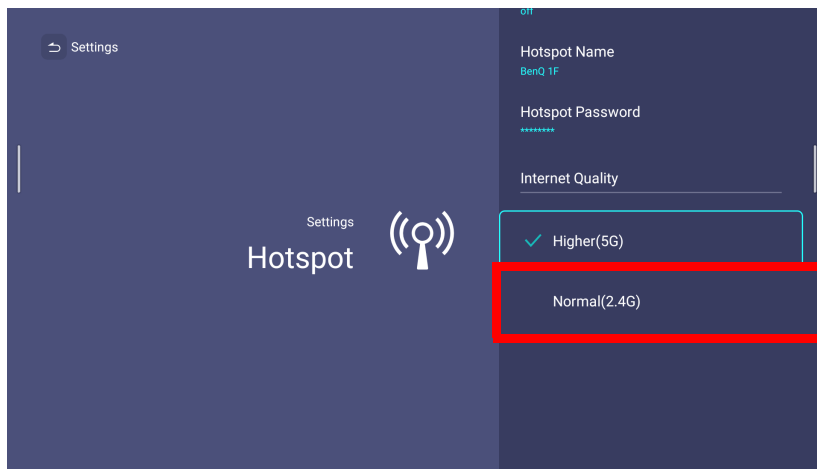 off
Settings
Hotspot Name
BenQ 1F
Hotspot Password
********
Internet Quality
Settings
Hotspot
Higher(5G)
Normal(2.4G)